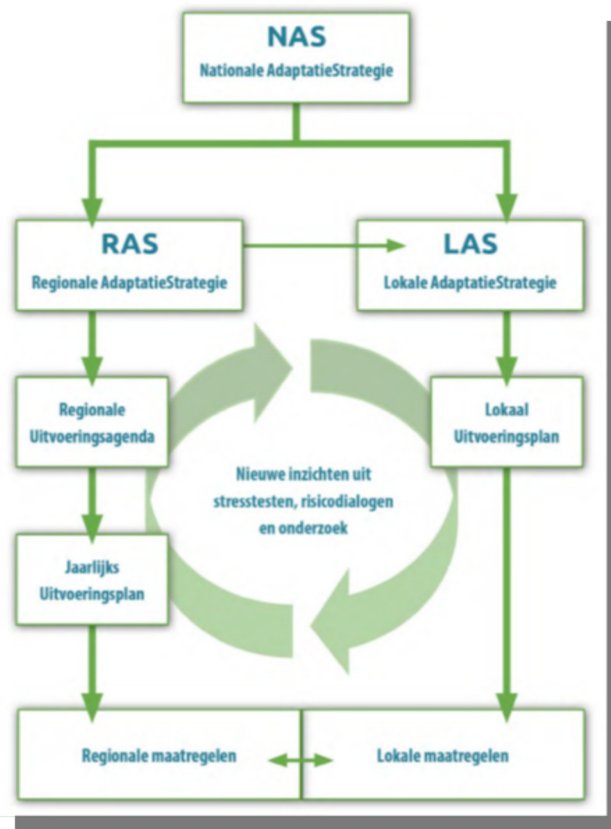 NAS
Nationale AdaptatieStrategie
RAS
Regionale AdaptatieStrategie
LAS
Lokale AdaptatieStrategie
Regionale
Uitvoeringsagenda
Lokaal
Uitvoeringsplan
Nieuwe inzichten uit
stresstesten, risicodialogen
en onderzoek
Jaarlijks
Uitvoeringsplan
Regionale maatregelen
Lokale maatregelen